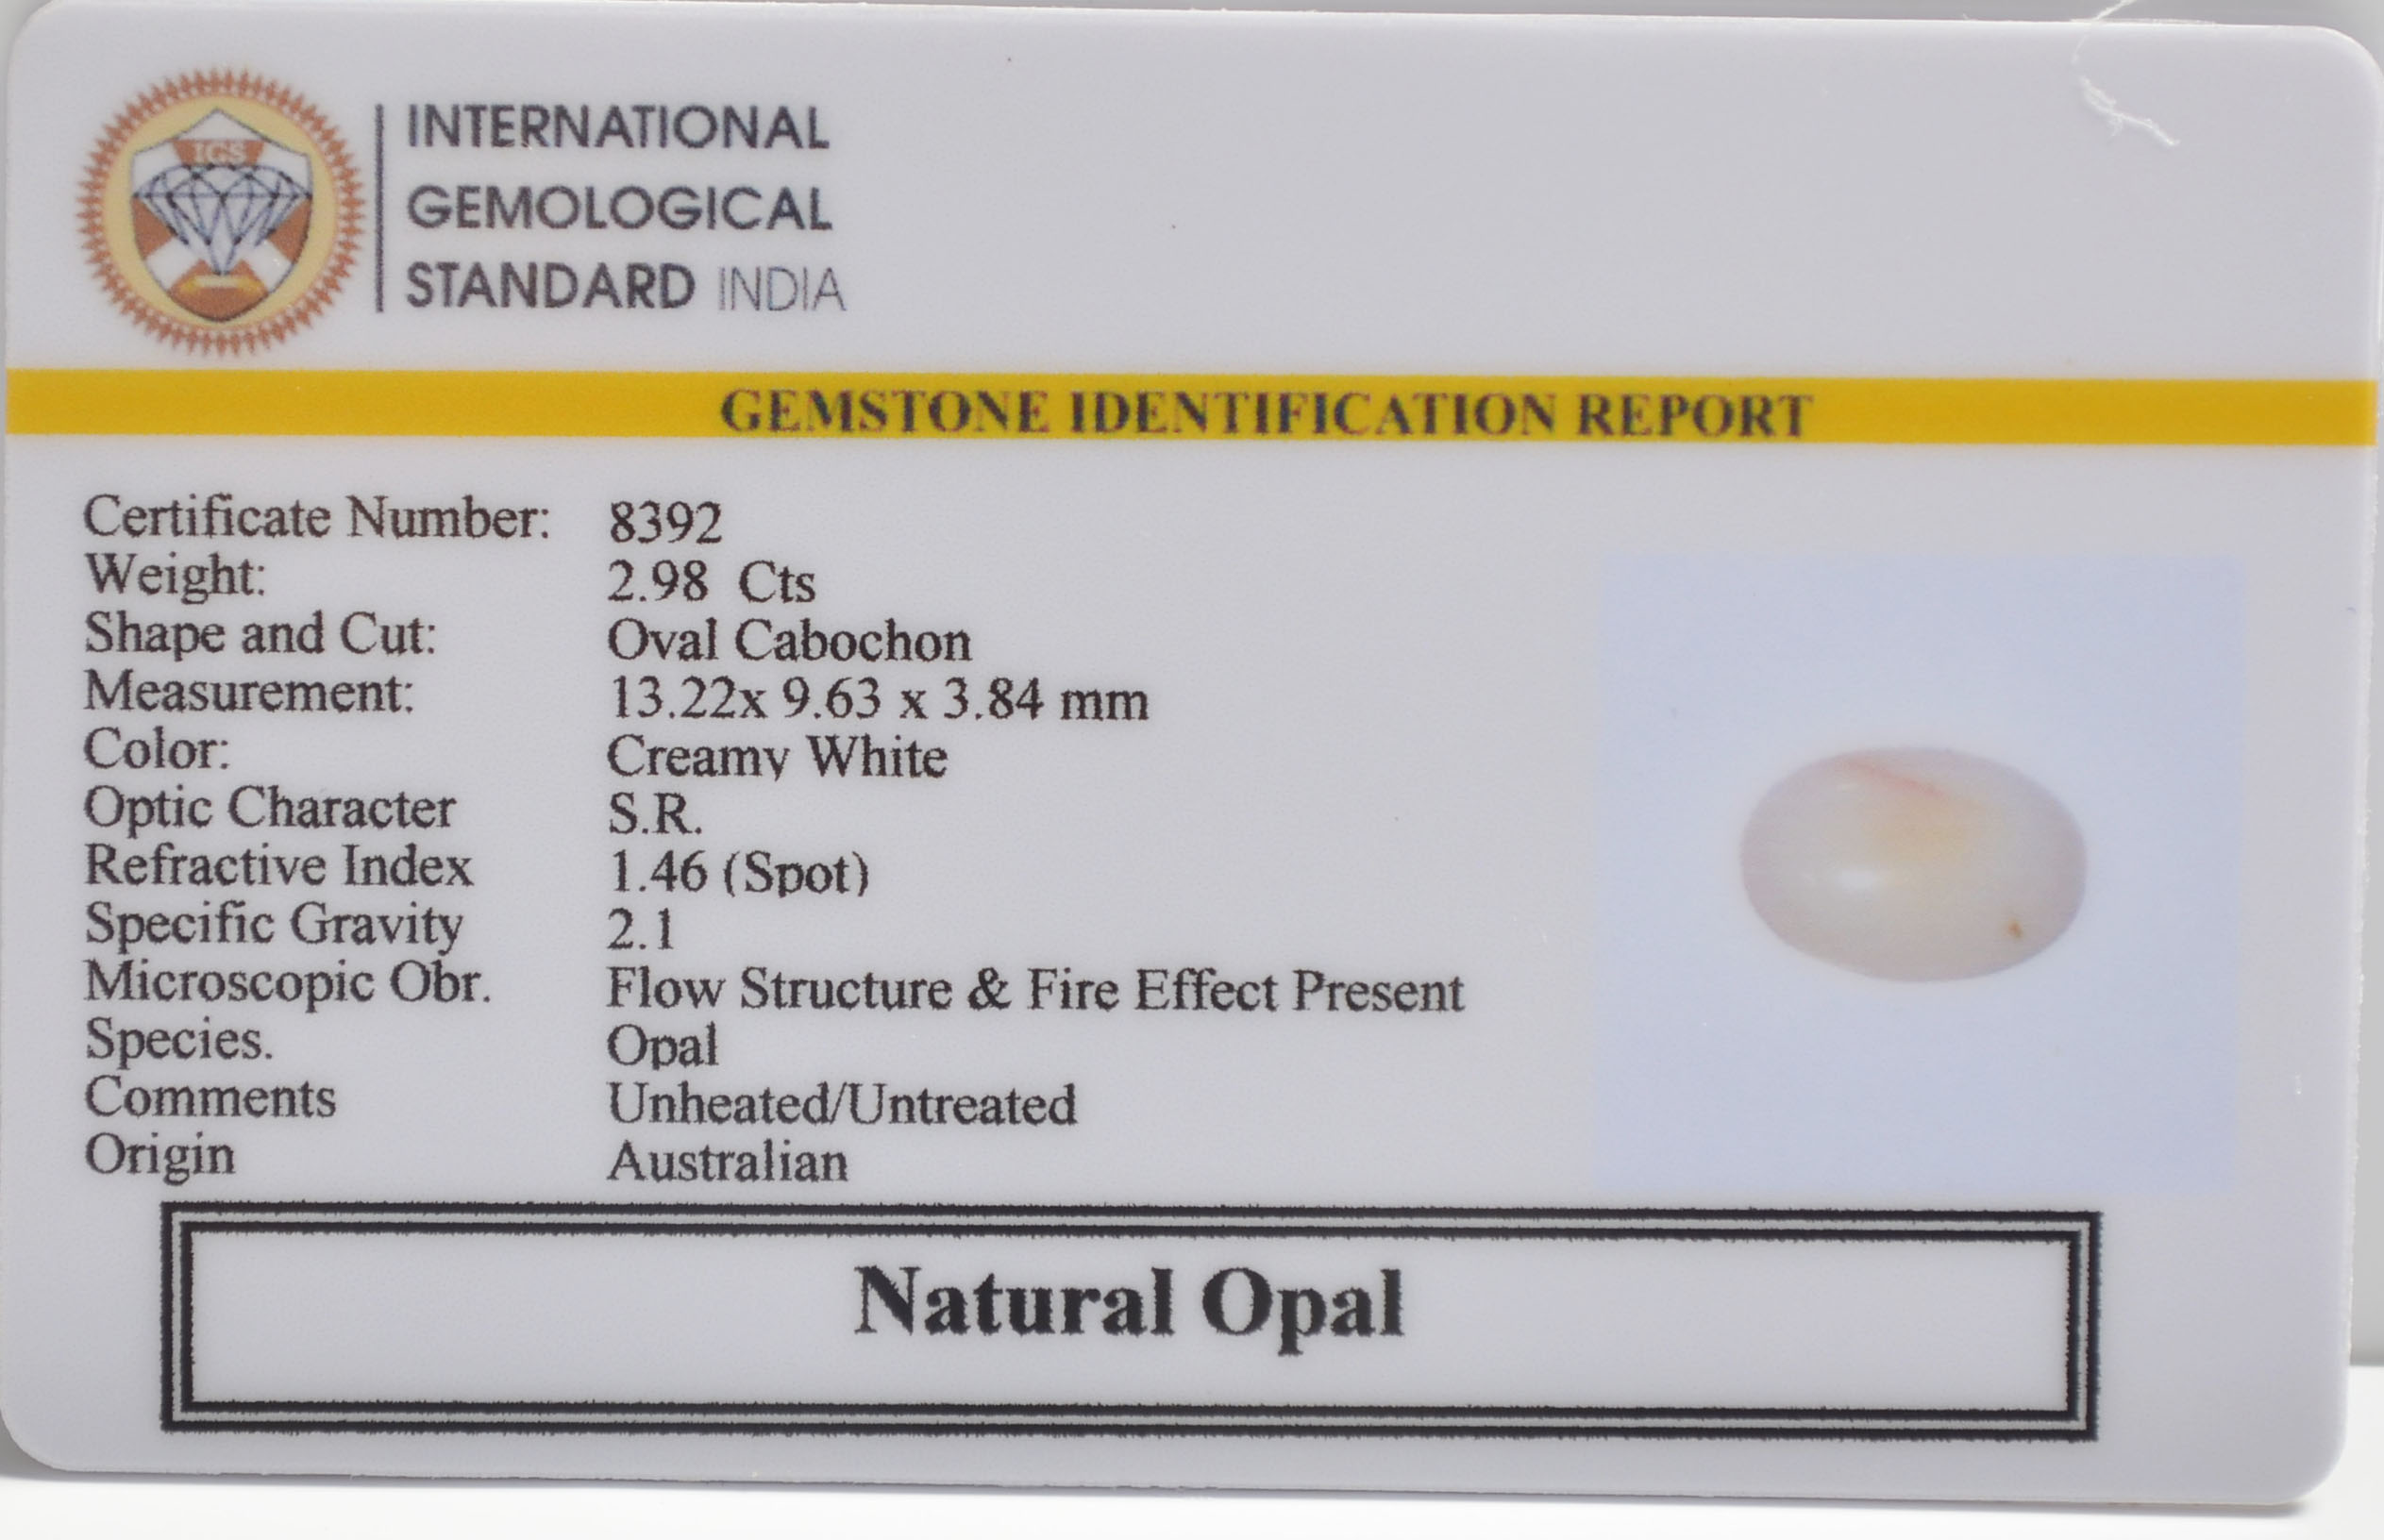 IGS
INTERNATIONAL
GEMOLOGICAL
STANDARD INDIA
GEMSTONE IDENTIFICATION REPORT
Certificate Number: 8392
Weight: 2.98 Cts
Shape and Cut: Oval Cabochon
Measurement: 13.22x 9.63 x 3.84 mm
Color: Creamy White
Optic Character S.R.
Refractive Index 1.46 (Spot)
Specific Gravity 2.1
Microscopic Obr. Flow Structure & Fire Effect Present
Species. Opal
Comments Unheated/Untreated
Origin Australian
Natural Opal